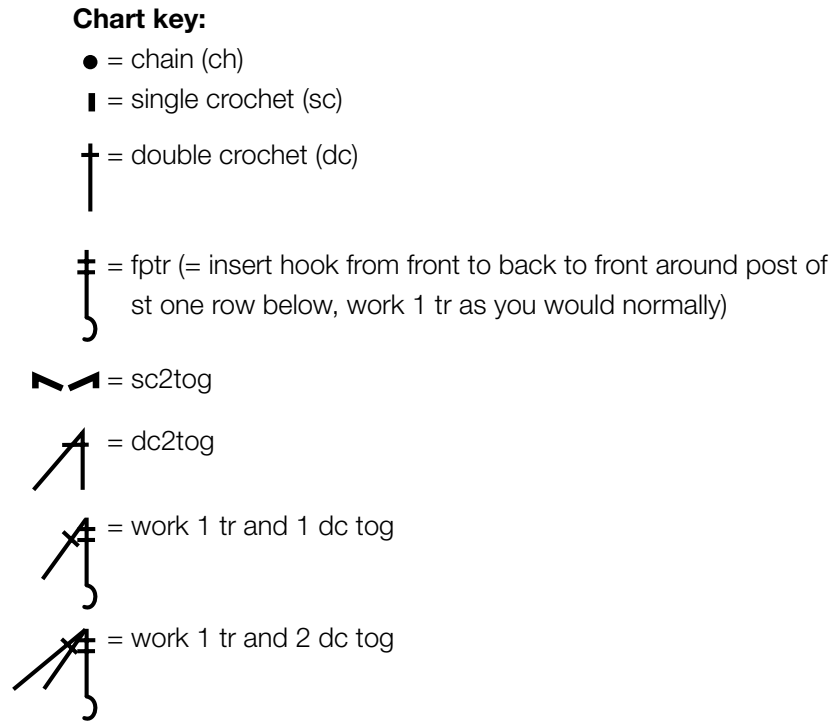 Chart key:
= chain (ch)
= single crochet (sc)
= double crochet (dc)
= fptr (= insert hook from front to back to front around post of
st one row below, work 1 tr as you would normally)
= sc2tog
= dc2tog
= work 1 tr and 1 dc tog
= work 1 tr and 2 dc tog